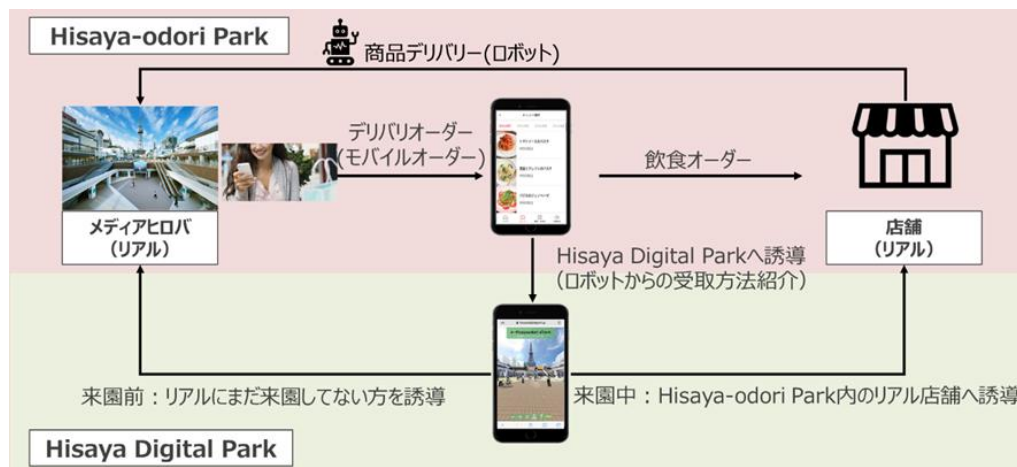 Hisaya-odori Park
商品デリバリー(ロボット)
デリバリオーダー
(モバイルオーダー)
飲食オーダー
メディアヒロバ
(リアル)
店舗
(リアル)
Hisaya Digital Parkへ誘導
(ロボットからの受取方法紹介)
来園前：リアルにまだ来園してない方を誘導
来園中：Hisaya-odori Park内のリアル店舗へ誘導
Hisaya Digital Park